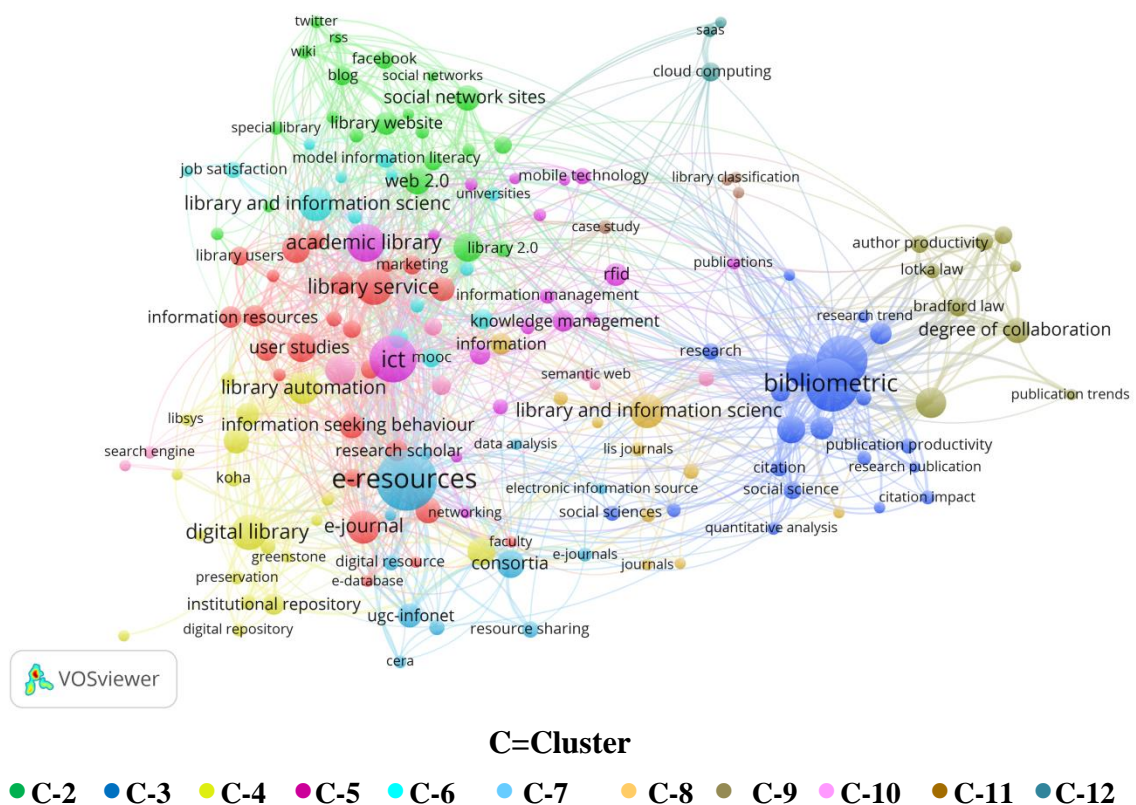 twitter
saas
rss
wiki
facebook
cloud computing
blog
social networks
social network sites
library website
special library
model information literacy
job satisfaction
mobile technology
library classification
web 2.0
universities
library and information scienc
case study
academic library
library 2.0
author productivity
library users
marketing
publications
lotka law
rfid
library service
information management
bradford law
information resources
research trend
knowledge management
degree of collaboration
user studies
information
research
ict
mooc
semantic web
bibliometric
library automation
publication trends
library and information scienc
libsys
information seeking behaviour
data analysis
publication productivity
search engine
research scholar
lis journals
citation
research publication
koha
e-resources
electronic information source
social science
citation impact
networking
social sciences
e-journal
quantitative analysis
digital library
faculty
greenstone
digital resource
consortia
e-journals
journals
preservation
e-database
institutional repository
ugc-infonet
digital repository
resource sharing
cera
VOSviewer
C=Cluster
C-2 C-3 C-4 C-5 C-6 C-7 C-8 C-9 C-10 C-11 C-12